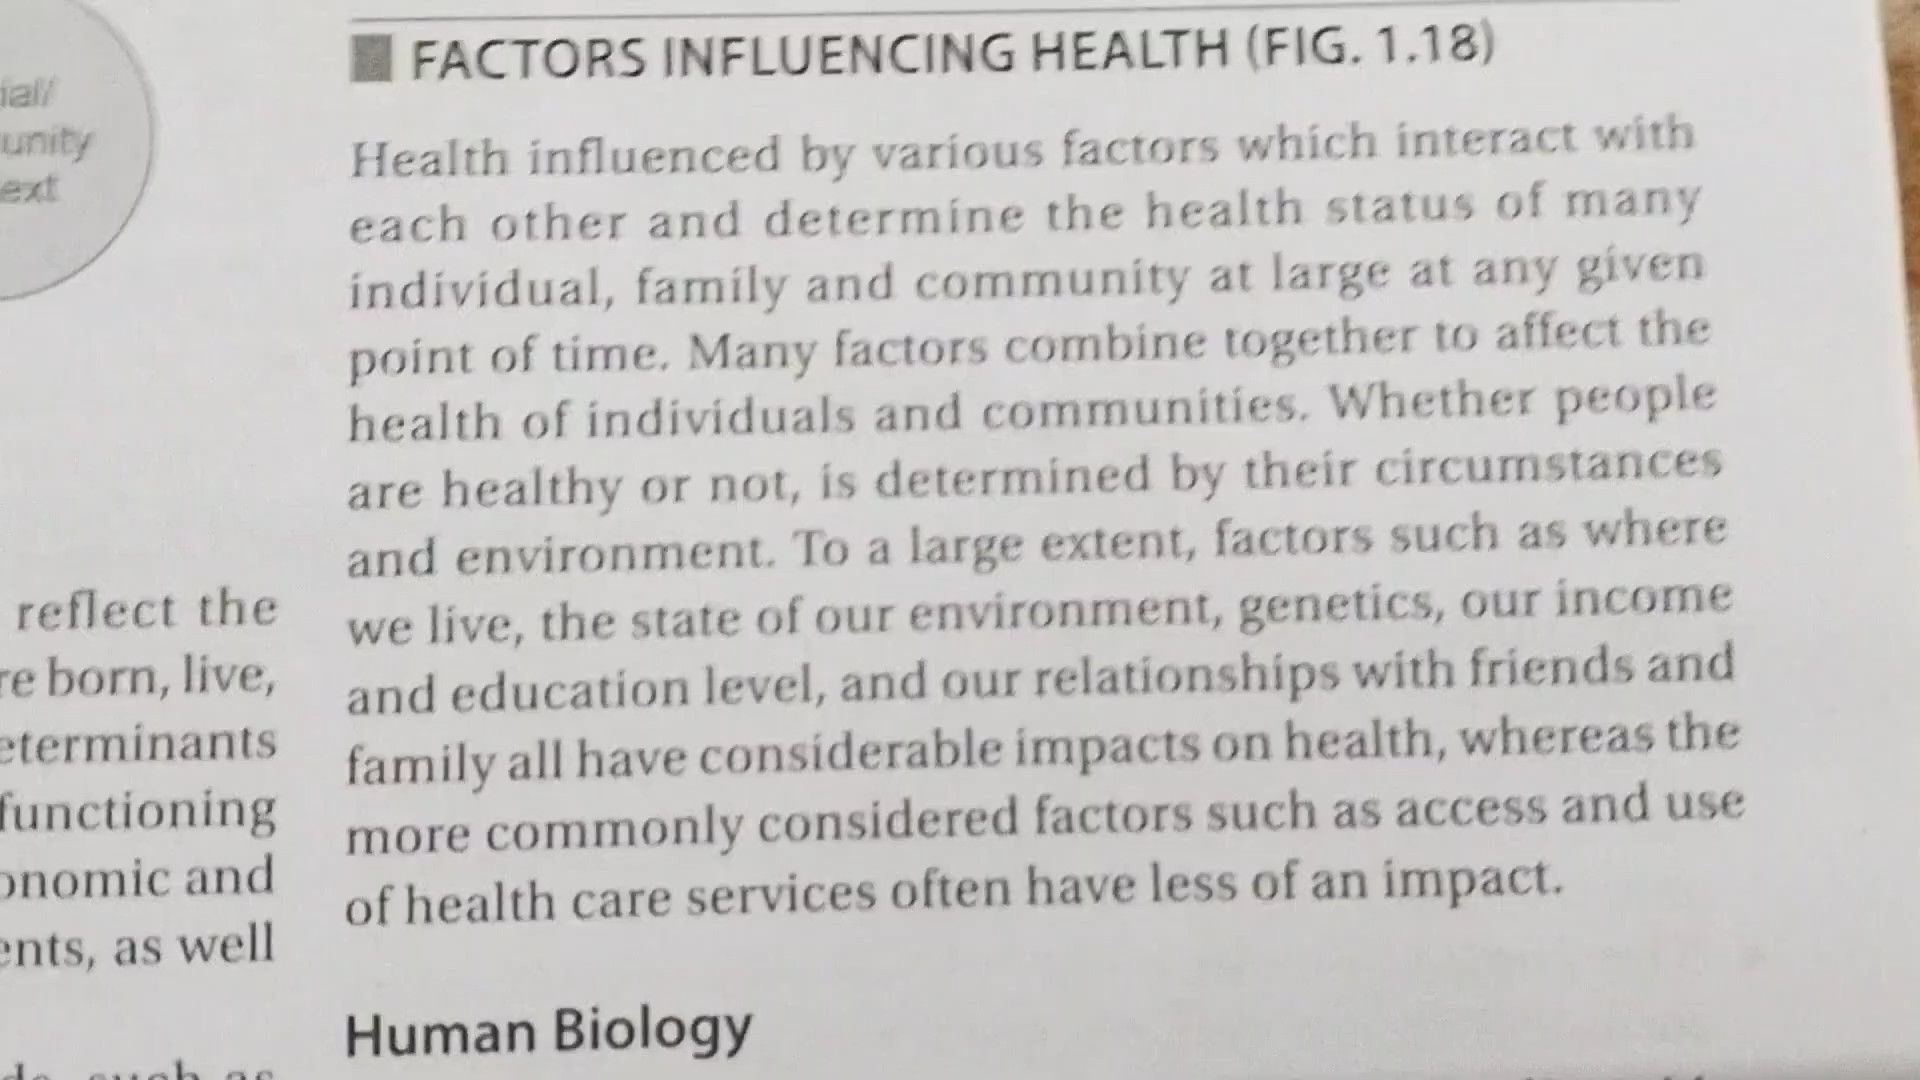 unity
ext
reflect the
born, live,
functioning
and
as well
such as
FACTORS INFLUENCING HEALTH (FIG. 1.18)
Health influenced by various factors which interact with
each other and determine the health status of many
individual, family and community at large at any given
point of time. Many factors combine together to affect the
health of individuals and communities. Whether people
are healthy or not, is determined by their circumstances
and environment. To a large extent, factors such as where
we live, the state of our environment, genetics, our income
and education level, and our relationships with friends and
family all have considerable impacts on health, whereas the
more commonly considered factors such as access and use
of health care services often have less of an impact.
Human Biology